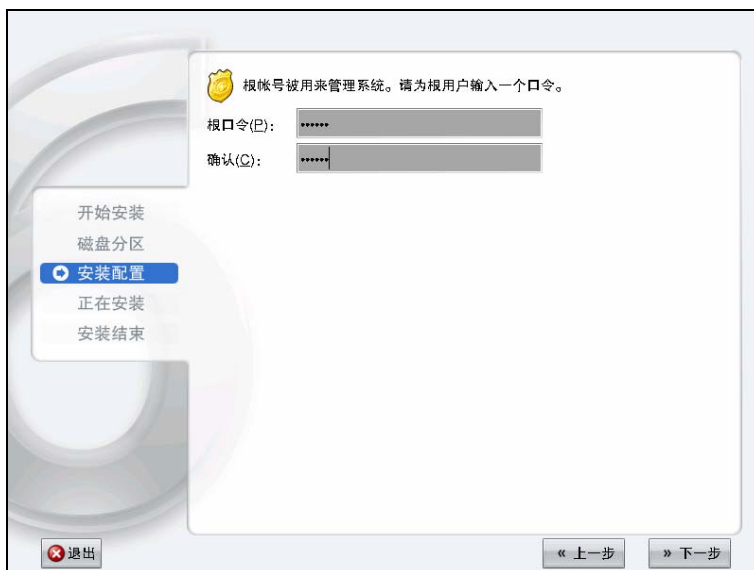 根帐号被用来管理系统。请为根用户输入一个口令。
根口令(P):
确认(C):
开始安装
磁盘分区
安装配置
正在安装
安装结束
退出
« 上一步
» 下一步